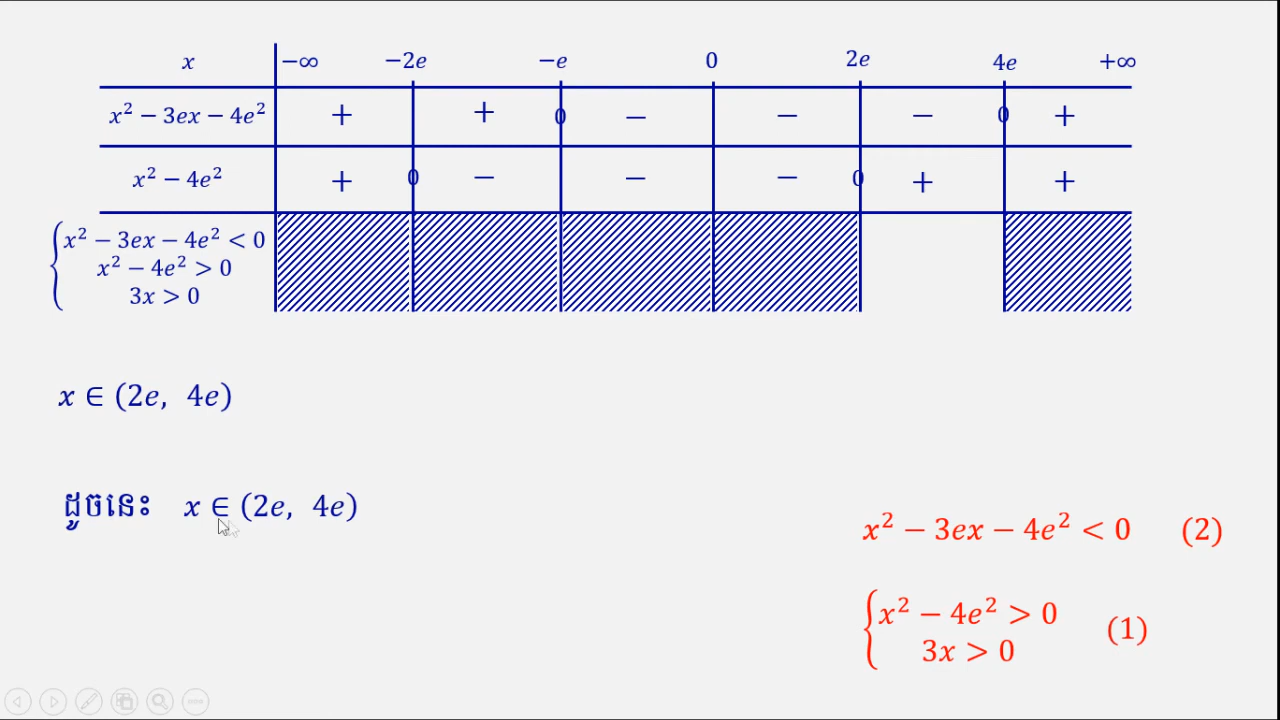 x −∞ −2e −e 0 2e 4e +∞
x² − 3ex − 4e² + + 0 − − − 0 +
x² − 4e² + 0 − − − 0 + +
x² − 3ex − 4e² < 0
x² − 4e² > 0
3x > 0
x ∈ (2e, 4e)
ដូចនេះ x ∈ (2e, 4e)
x² − 3ex − 4e² < 0 (2)
x² − 4e² > 0
3x > 0 (1)